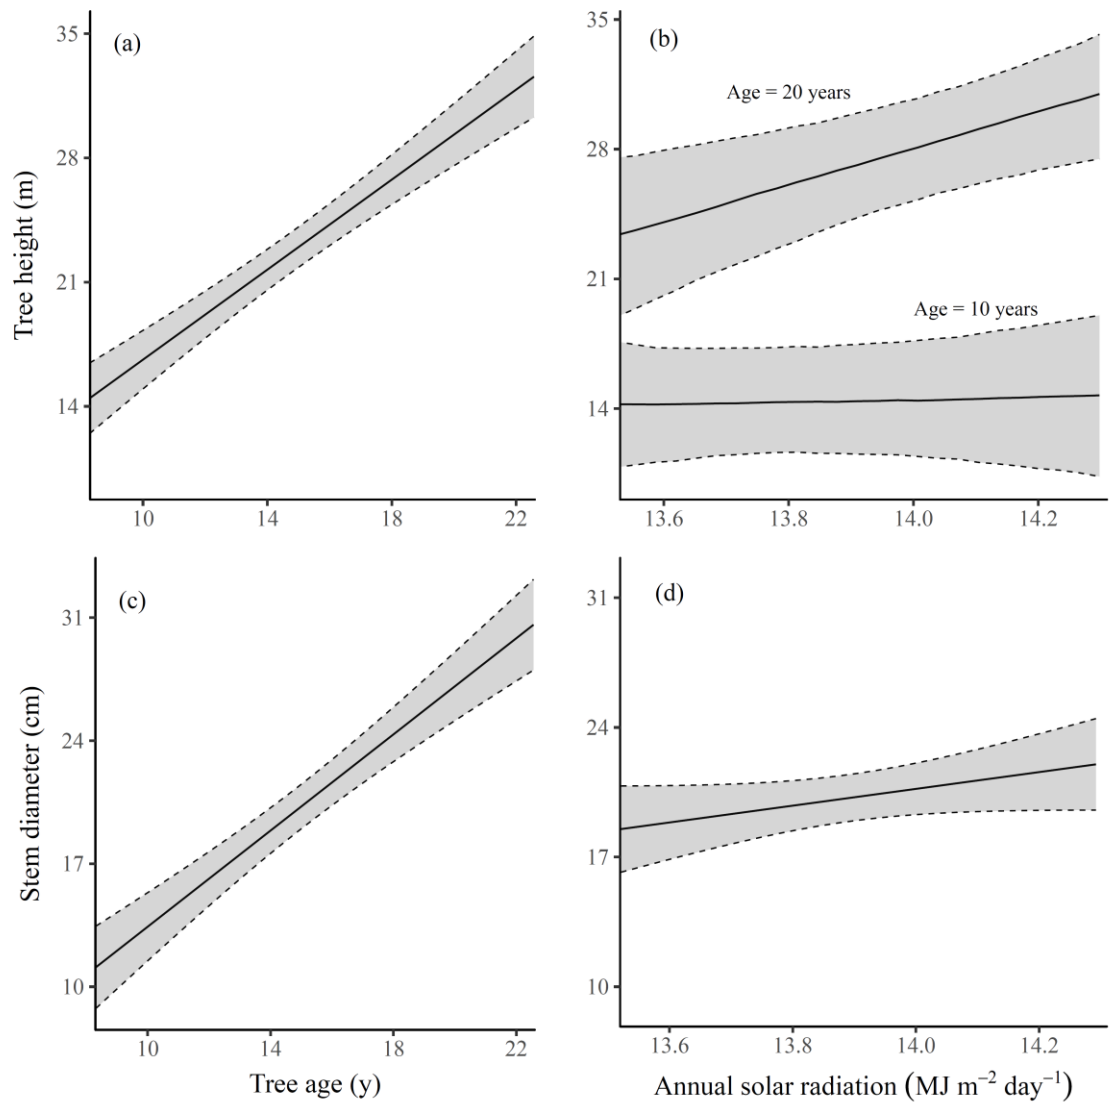 (a)
35
28
21
14
Tree height (m)
10 14 18 22
(b)
35
28
21
14
Age = 20 years
Age = 10 years
13.6 13.8 14.0 14.2
(c)
31
24
17
10
Stem diameter (cm)
10 14 18 22
Tree age (y)
(d)
31
24
17
10
13.6 13.8 14.0 14.2
Annual solar radiation (MJ m⁻² day⁻¹)